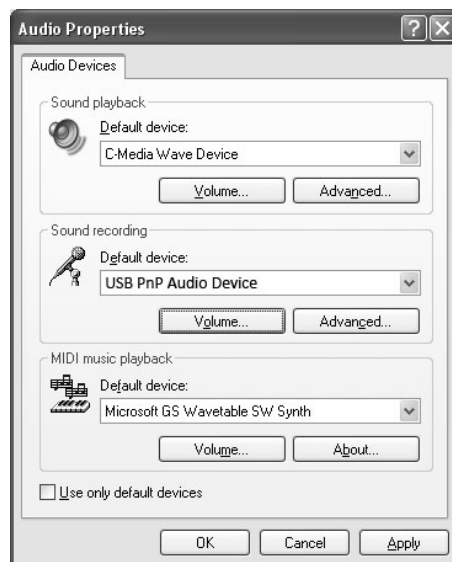 Audio Properties
Audio Devices
Sound playback
Default device:
C-Media Wave Device
Volume... Advanced...
Sound recording
Default device:
USB PnP Audio Device
Volume... Advanced...
MIDI music playback
Default device:
Microsoft GS Wavetable SW Synth
Volume... About...
Use only default devices
OK Cancel Apply